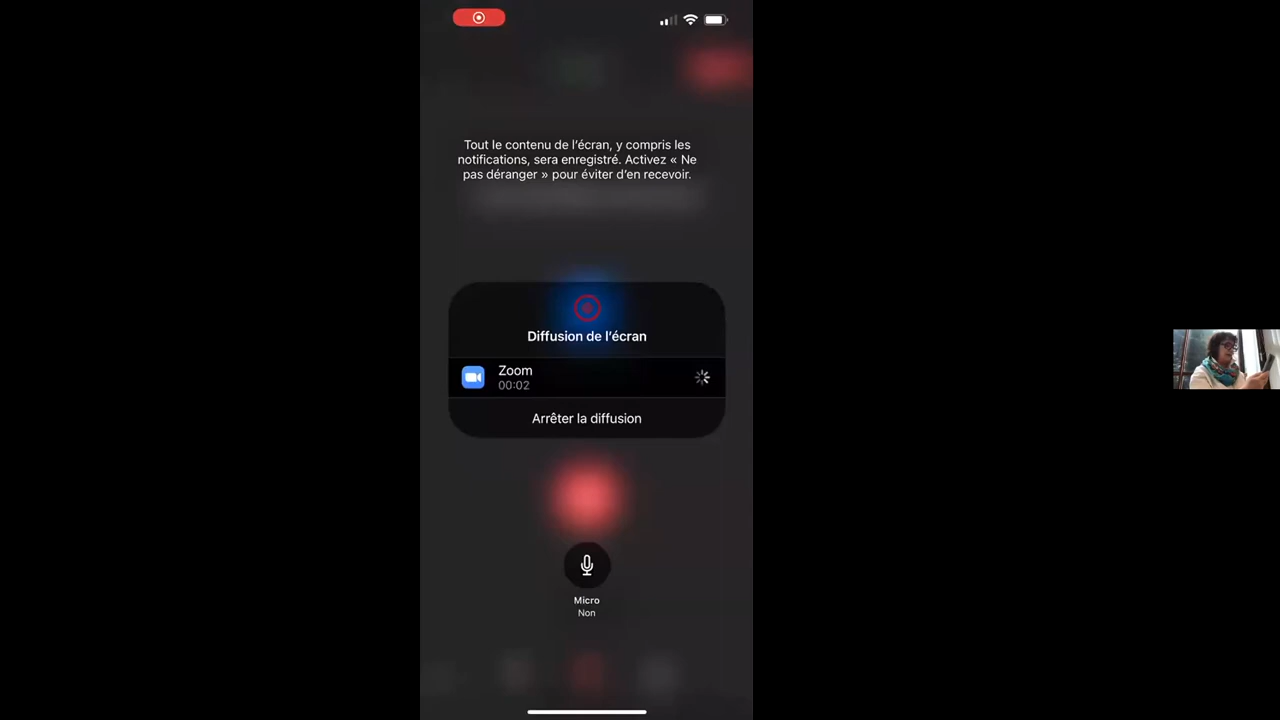 Tout le contenu de l’écran, y compris les
notifications, sera enregistré. Activez « Ne
pas déranger » pour éviter d’en recevoir.
Diffusion de l’écran
Zoom
00:02
Arrêter la diffusion
Micro
Non